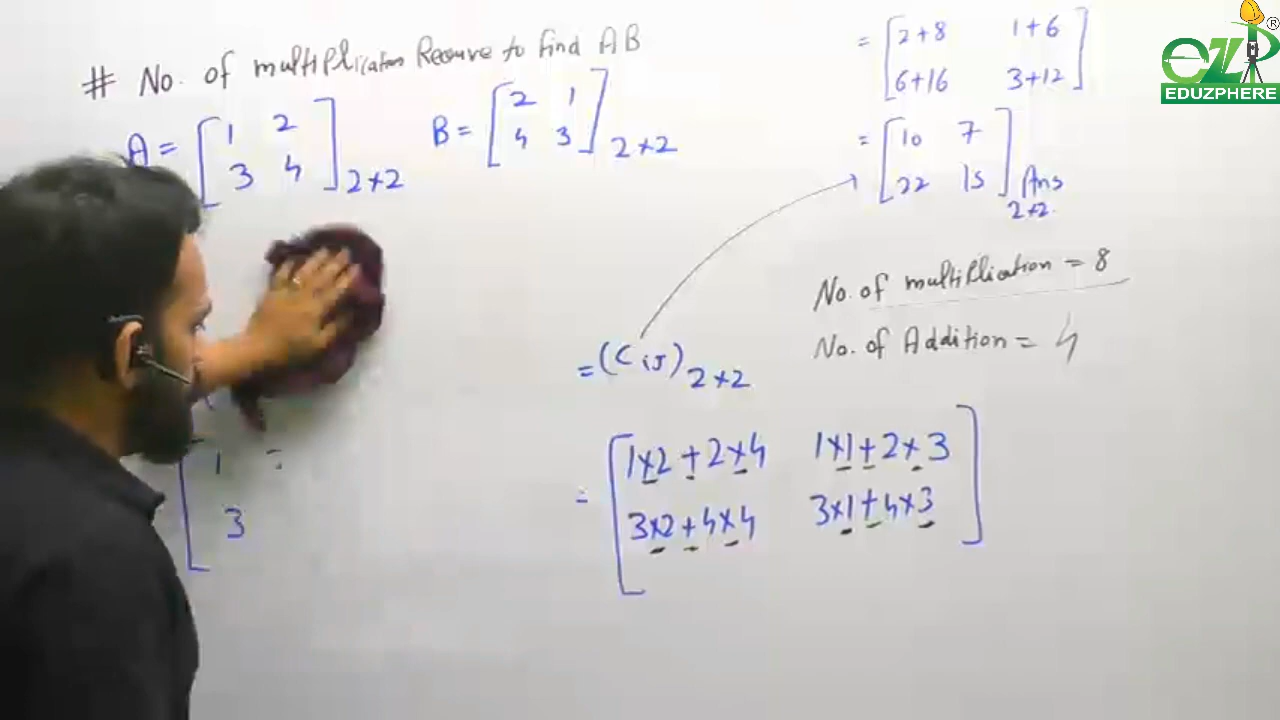 # No. of multiplication Recurve to find AB
A = [ 1 2
3 4 ] 2×2
B = [ 2 1
4 3 ] 2×2
= [ 2+8 1+6
6+16 3+12 ]
= [ 10 7
22 15 ] Ans
2×2
No. of multiplication = 8
No. of Addition = 4
= (C ij) 2×2
= [ 1×2 + 2×4 1×1 + 2×3
3×2 + 4×4 3×1 + 4×3 ]
[ 1
3
EZ
®
EDUZPHERE